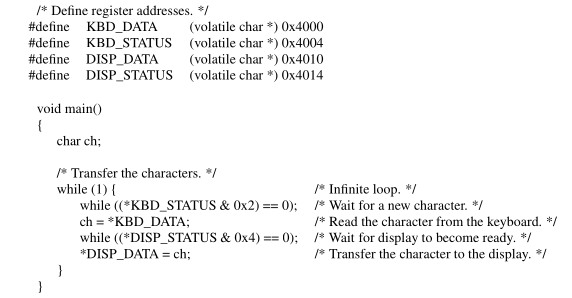 /* Define register addresses. */
#define KBD_DATA (volatile char *) 0x4000
#define KBD_STATUS (volatile char *) 0x4004
#define DISP_DATA (volatile char *) 0x4010
#define DISP_STATUS (volatile char *) 0x4014
void main()
{
char ch;
/* Transfer the characters. */
while (1) { /* Infinite loop. */
while ((*KBD_STATUS & 0x2) == 0); /* Wait for a new character. */
ch = *KBD_DATA; /* Read the character from the keyboard. */
while ((*DISP_STATUS & 0x4) == 0); /* Wait for display to become ready. */
*DISP_DATA = ch; /* Transfer the character to the display. */
}
}